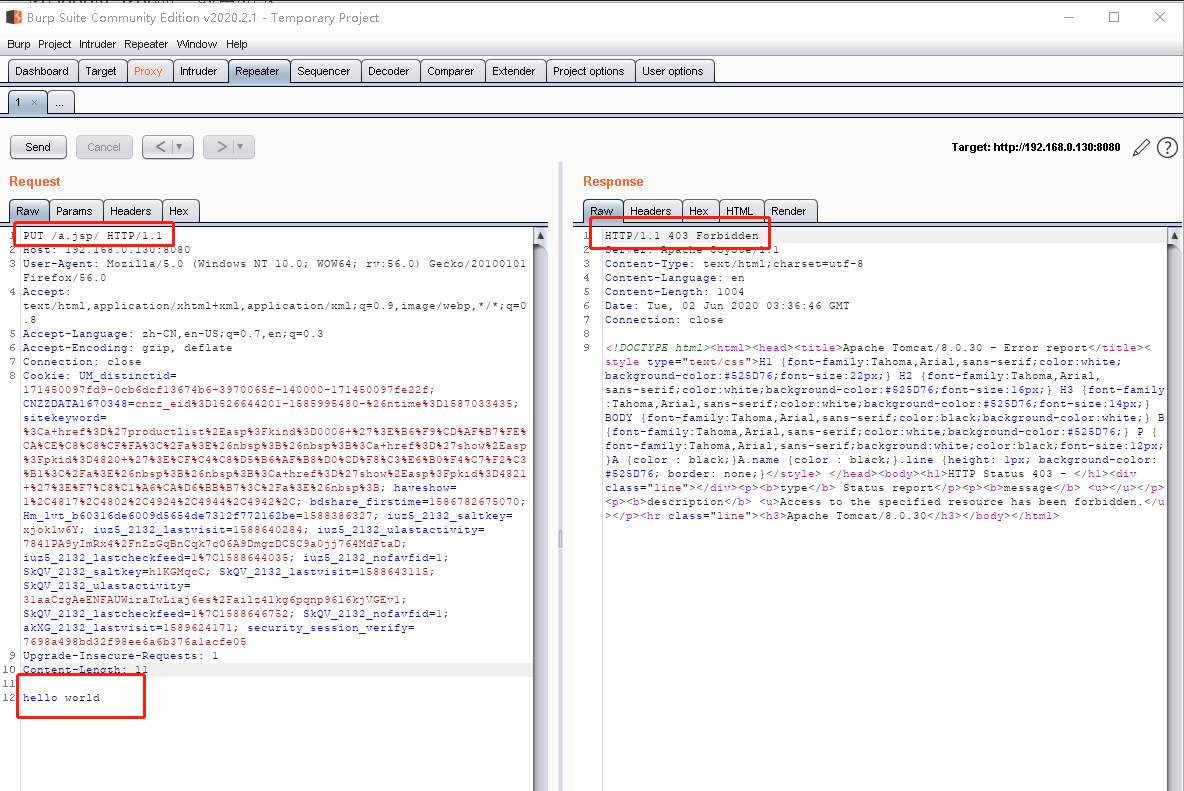 Burp Suite Community Edition v2020.2.1 - Temporary Project
Burp Project Intruder Repeater Window Help
Dashboard Target Proxy Intruder Repeater Sequencer Decoder Comparer Extender Project options User options
1 × ...
Send Cancel < | ▼ > | ▼ Target: http://192.168.0.130:8080 ?
Request
Raw Params Headers Hex
1 PUT /a.jsp/ HTTP/1.1
2 Host: 192.168.0.130:8080
3 User-Agent: Mozilla/5.0 (Windows NT 10.0; WOW64; rv:56.0) Gecko/20100101
Firefox/56.0
4 Accept:
text/html,application/xhtml+xml,application/xml;q=0.9,image/webp,*/*;q=0
.8
5 Accept-Language: zh-CN,en-US;q=0.7,en;q=0.3
6 Accept-Encoding: gzip, deflate
7 Connection: close
8 Cookie: UM_distinctid=
171450097fd9-0cb6dcf13674b6-3970065f-140000-171450097fe22f;
CNZZDATA1670348=cnzz_eid%3D1526644201-1585995480-%26ntime%3D1587033435;
sitekeyword=
%3Ca+href%3D%27productlist%2Easp%3Fkind%3D0006+%27%3E%B6%F9%CD%AF%B7%FE%
CA%CE%C8%C8%CF%FA%3C%2Fa%3E%26nbsp%3B%26nbsp%3B%3Ca+href%3D%27show%2Easp
%3Fpkid%3D4820+%27%3E%CF%C4%C8%D5%B6%AF%B8%D0%CD%F8%C3%E6%B0%F4%C7%F2%C3
%B1%3C%2Fa%3E%26nbsp%3B%26nbsp%3B%3Ca+href%3D%27show%2Easp%3Fpkid%3D4821
+%27%3E%F7%C8%C1%A6%CA%D6%BB%B7%3C%2Fa%3E%26nbsp%3B; haveshow=
1%2C4817%2C4802%2C4924%2C4944%2C4942%2C; bdshare_firstime=1586782675070;
Hm_lvt_b60316de6009d5654de7312f772162be=1588386327; iuz5_2132_saltkey=
xjoklw6Y; iuz5_2132_lastvisit=1588640284; iuz5_2132_ulastactivity=
7841PA9yImRx4%2FnZzGqBnCqk7cO6A9DmgzDCSC9a0jj764MdFtaD;
iuz5_2132_lastcheckfeed=1%7C1588644035; iuz5_2132_nofavfid=1;
SkQV_2132_saltkey=hlKGMqcC; SkQV_2132_lastvisit=1588643115;
SkQV_2132_ulastactivity=
31aaCzgAeENFAUWiraTwLiaj6es%2Failz4lkg6pqnp96l6kjVGEvl;
SkQV_2132_lastcheckfeed=1%7C1588646752; SkQV_2132_nofavfid=1;
akXG_2132_lastvisit=1589624171; security_session_verify=
7698a498bd32f98ee6a6b376a1acfe05
9 Upgrade-Insecure-Requests: 1
10 Content-Length: 11
11
12 hello world
Response
Raw Headers Hex HTML Render
1 HTTP/1.1 403 Forbidden
2 Server: Apache-Coyote/1.1
3 Content-Type: text/html;charset=utf-8
4 Content-Language: en
5 Content-Length: 1004
6 Date: Tue, 02 Jun 2020 03:36:46 GMT
7 Connection: close
8
9 <!DOCTYPE html><html><head><title>Apache Tomcat/8.0.30 - Error report</title><
style type="text/css">H1 {font-family:Tahoma,Arial,sans-serif;color:white;
background-color:#525D76;font-size:22px;} H2 {font-family:Tahoma,Arial,
sans-serif;color:white;background-color:#525D76;font-size:16px;} H3 {font-family
:Tahoma,Arial,sans-serif;color:white;background-color:#525D76;font-size:14px;}
BODY {font-family:Tahoma,Arial,sans-serif;color:black;background-color:white;} B
{font-family:Tahoma,Arial,sans-serif;color:white;background-color:#525D76;} P {
font-family:Tahoma,Arial,sans-serif;background:white;color:black;font-size:12px;
}A {color : black;}A.name {color : black;}.line {height: 1px; background-color:
#525D76; border: none;}</style> </head><body><h1>HTTP Status 403 - </h1><div
class="line"></div><p><b>type</b> Status report</p><p><b>message</b> <u></u></p>
<p><b>description</b> <u>Access to the specified resource has been forbidden.</u
></p><hr class="line"><h3>Apache Tomcat/8.0.30</h3></body></html>